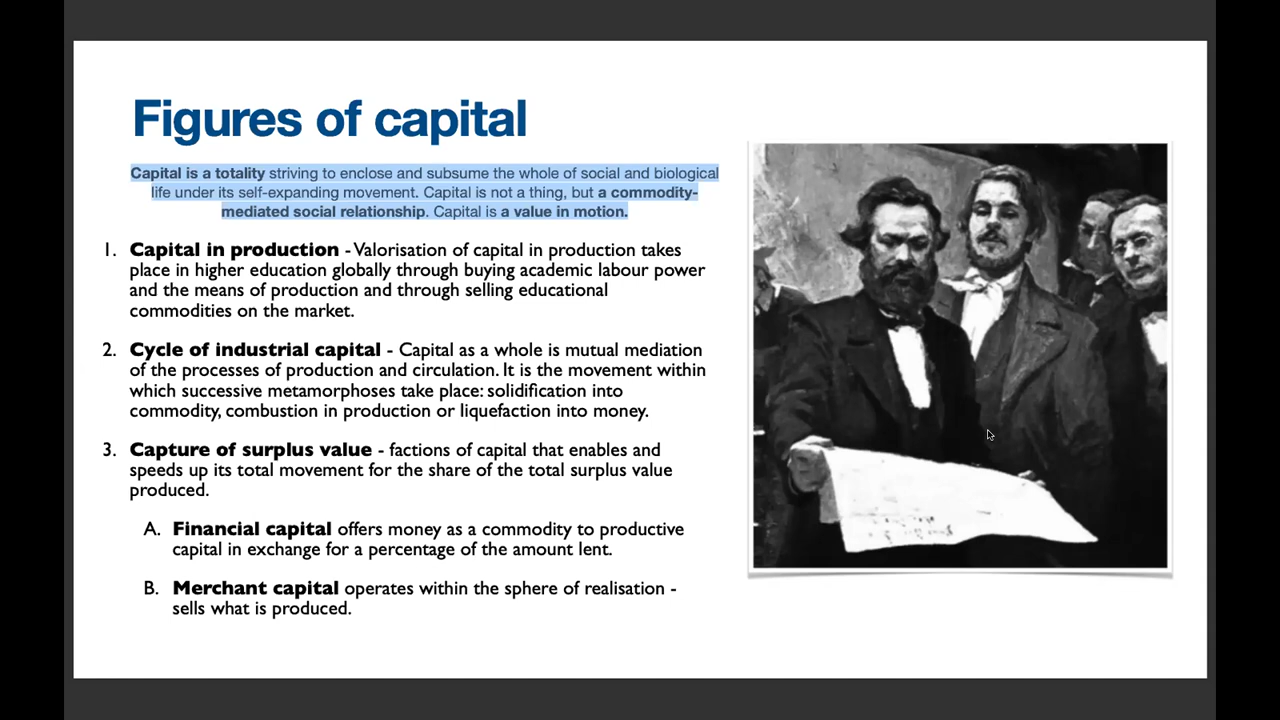 Figures of capital
Capital is a totality striving to enclose and subsume the whole of social and biological
life under its self-expanding movement. Capital is not a thing, but a commodity-
mediated social relationship. Capital is a value in motion.
1. Capital in production - Valorisation of capital in production takes
place in higher education globally through buying academic labour power
and the means of production and through selling educational
commodities on the market.
2. Cycle of industrial capital - Capital as a whole is mutual mediation
of the processes of production and circulation. It is the movement within
which successive metamorphoses take place: solidification into
commodity, combustion in production or liquefaction into money.
3. Capture of surplus value - factions of capital that enables and
speeds up its total movement for the share of the total surplus value
produced.
A. Financial capital offers money as a commodity to productive
capital in exchange for a percentage of the amount lent.
B. Merchant capital operates within the sphere of realisation -
sells what is produced.